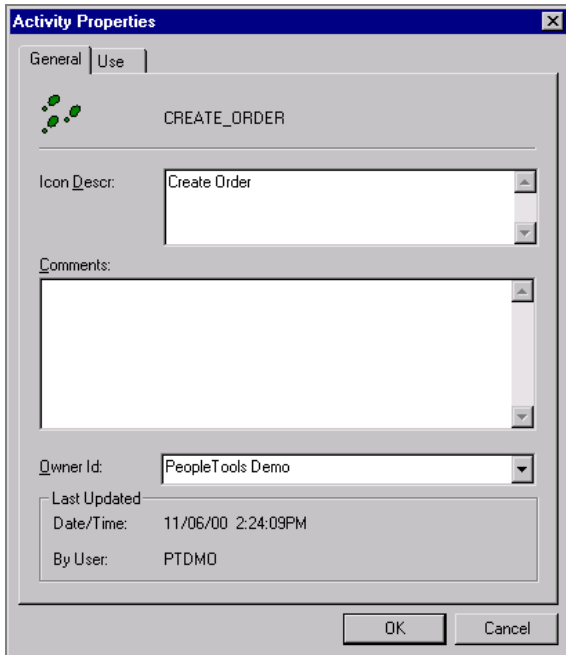 Activity Properties
General Use
CREATE_ORDER
Icon Descr: Create Order
Comments:
Owner Id: PeopleTools Demo
Last Updated
Date/Time: 11/06/00 2:24:09PM
By User: PTDMO
OK Cancel